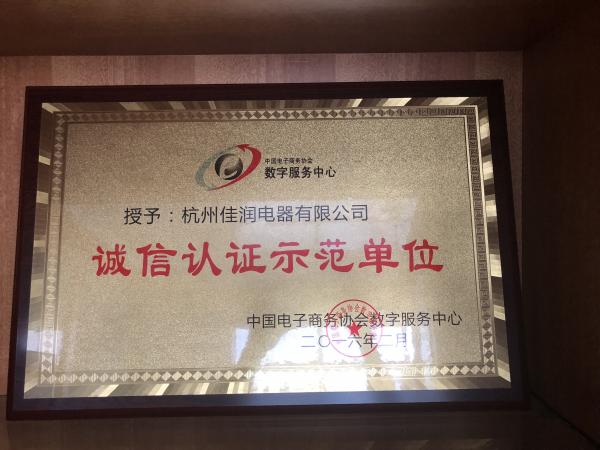 中国电子商务协会
数字服务中心
授予：杭州佳润电器有限公司
诚信认证示范单位
中国电子商务协会数字服务中心
二〇一六年二月